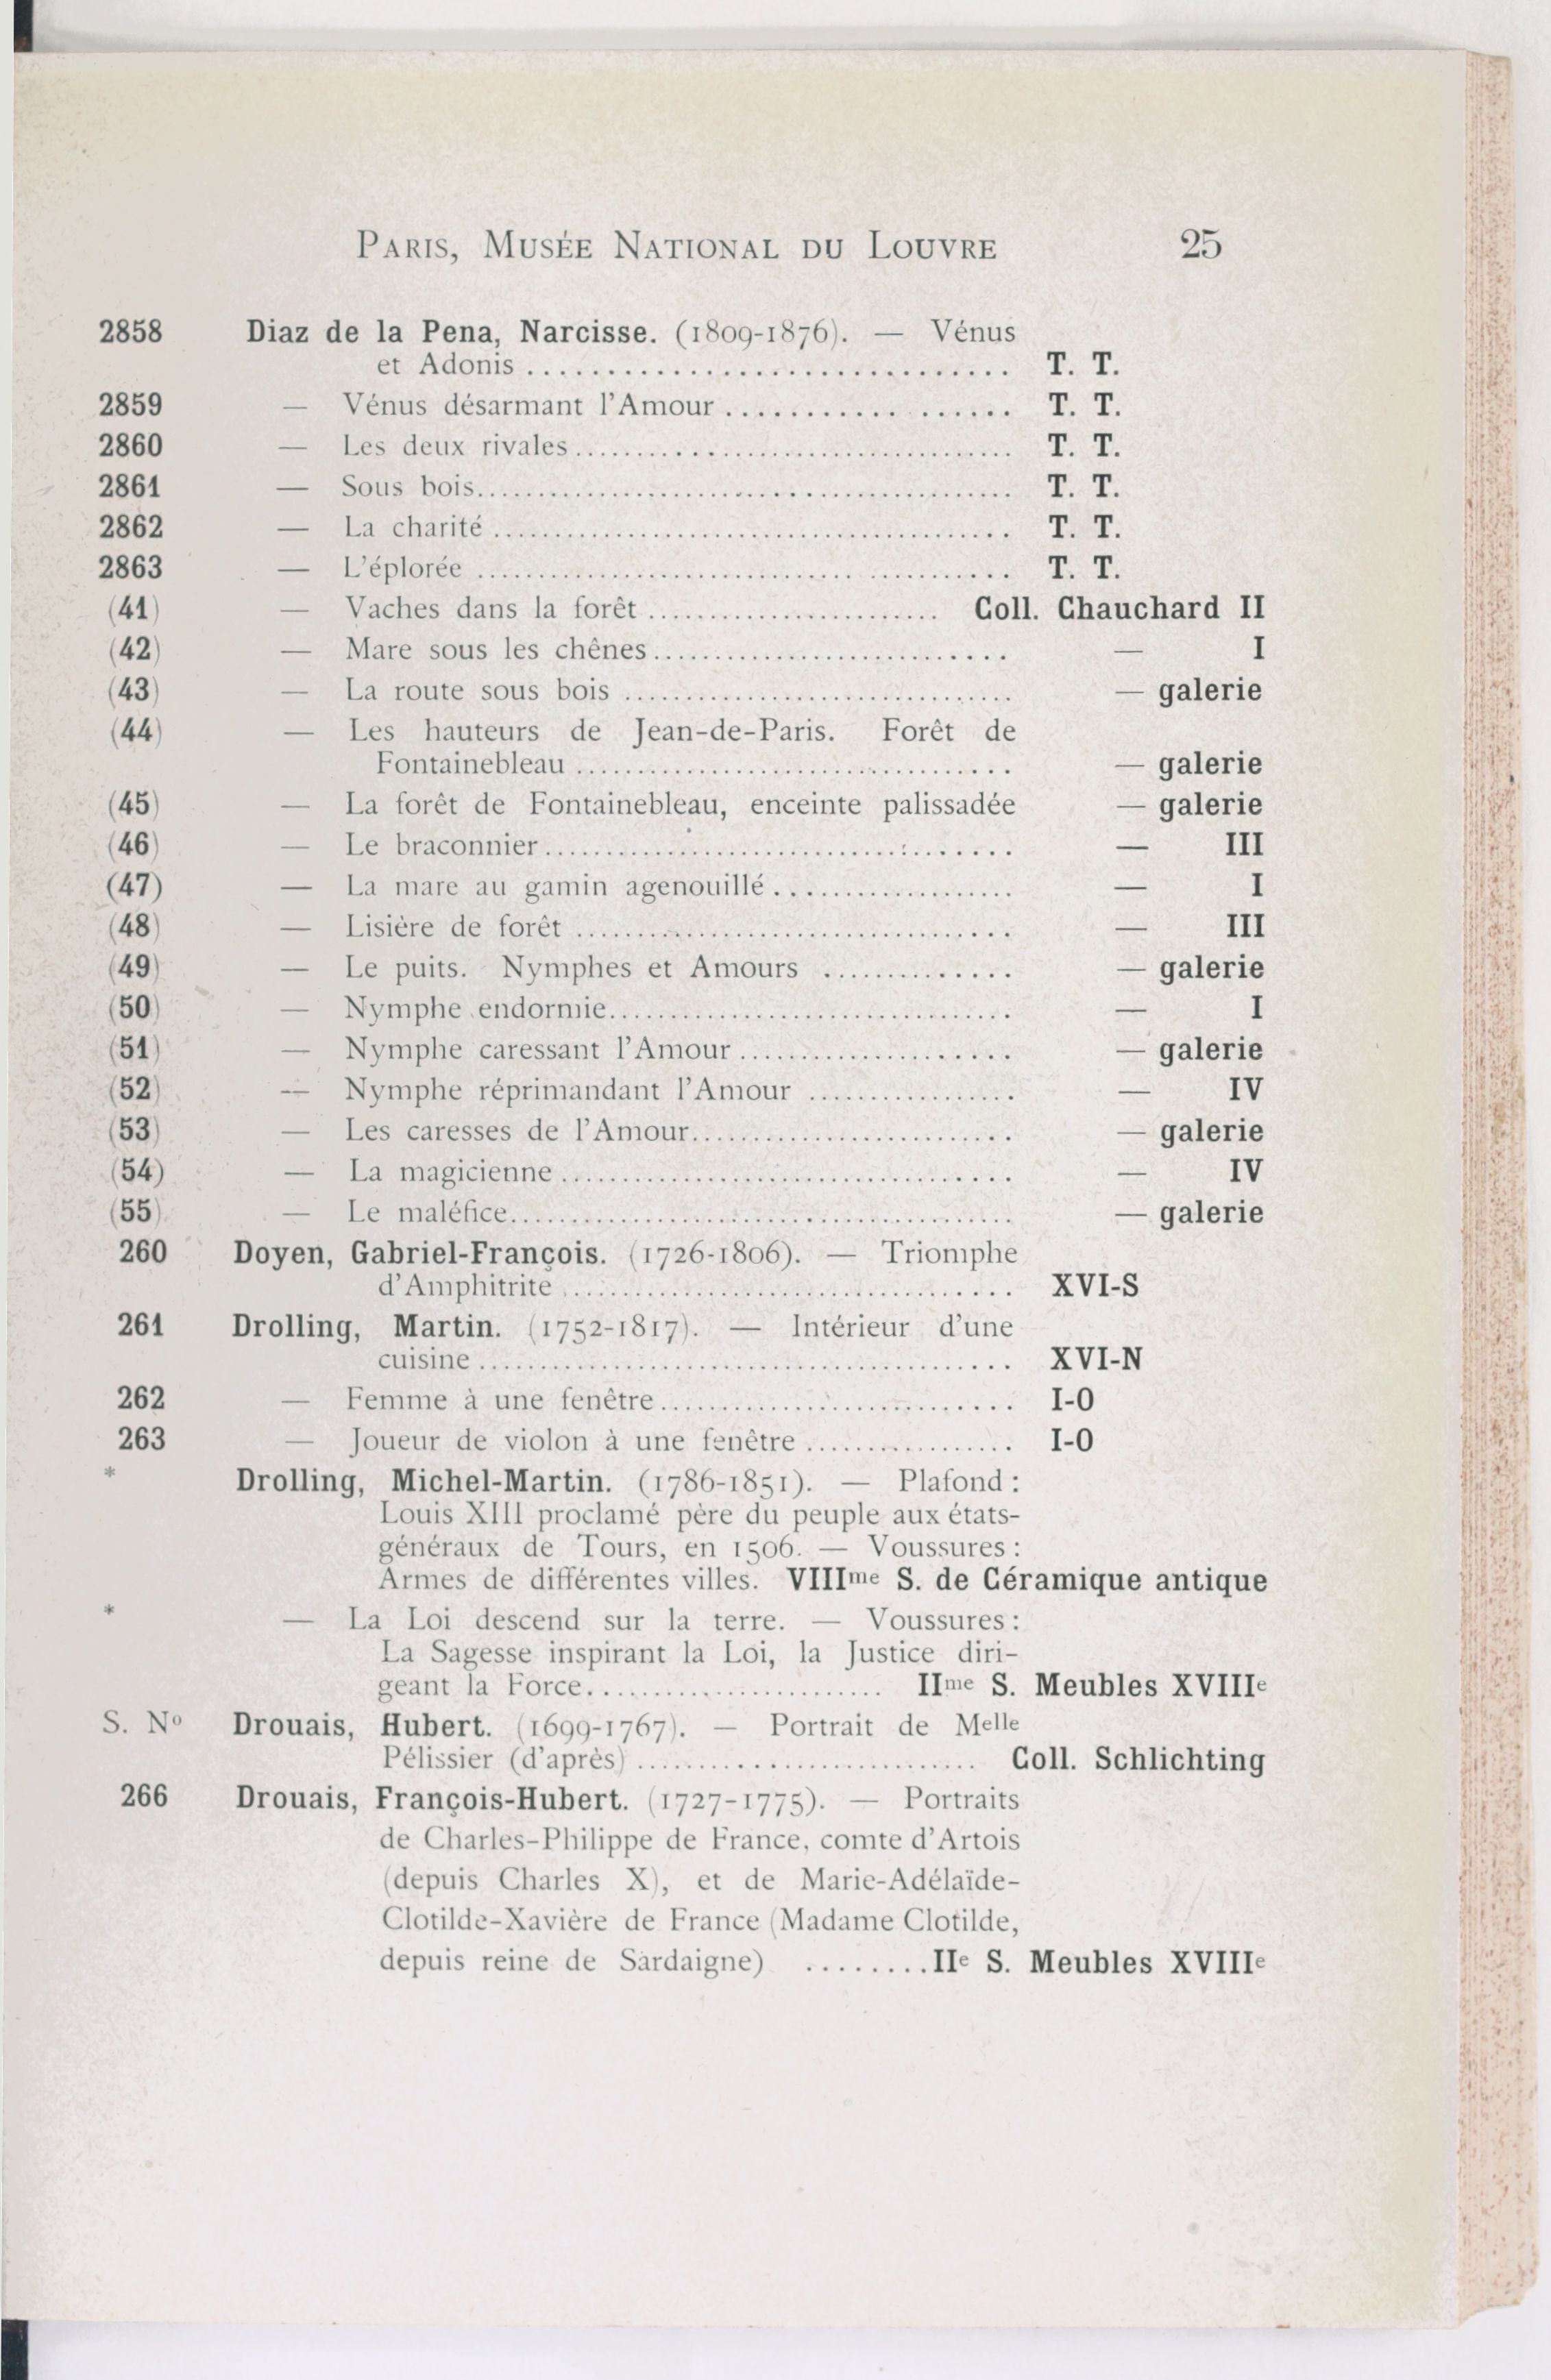 PARIS, MUSÉE NATIONAL DU LOUVRE 25
2858 Diaz de la Pena, Narcisse. (1809-1876). — Vénus
et Adonis .............................. T. T.
2859 — Vénus désarmant l'Amour .................. T. T.
2860 — Les deux rivales .............................. T. T.
2861 — Sous bois .............................. T. T.
2862 — La charité .............................. T. T.
2863 — L'éplorée .............................. T. T.
(41) — Vaches dans la forêt ........................ Coll. Chauchard II
(42) — Mare sous les chênes ........................ — I
(43) — La route sous bois ........................ — galerie
(44) — Les hauteurs de Jean-de-Paris. Forêt de
Fontainebleau .............................. — galerie
(45) — La forêt de Fontainebleau, enceinte palissadée — galerie
(46) — Le braconnier .............................. — III
(47) — La mare au gamin agenouillé .................. — I
(48) — Lisière de forêt .............................. — III
(49) — Le puits. Nymphes et Amours .............. — galerie
(50) — Nymphe endormie .............................. — I
(51) — Nymphe caressant l'Amour .................. — galerie
(52) — Nymphe réprimandant l'Amour ................. — IV
(53) — Les caresses de l'Amour ........................ — galerie
(54) — La magicienne .............................. — IV
(55) — Le maléfice .............................. — galerie
260 Doyen, Gabriel-François. (1726-1806). — Triomphe
d'Amphitrite .............................. XVI-S
261 Drolling, Martin. (1752-1817). — Intérieur d'une
cuisine .............................. XVI-N
262 — Femme à une fenêtre ........................ I-O
263 — Joueur de violon à une fenêtre ................. I-O
* Drolling, Michel-Martin. (1786-1851). — Plafond :
Louis XIII proclamé père du peuple aux états-
généraux de Tours, en 1506. — Voussures :
Armes de différentes villes. VIIIme S. de Céramique antique
* — La Loi descend sur la terre. — Voussures :
La Sagesse inspirant la Loi, la Justice diri-
geant la Force ........................ IIme S. Meubles XVIIIe
S. No Drouais, Hubert. (1699-1767). — Portrait de Melle
Pélissier (d'après) ........................ Coll. Schlichting
266 Drouais, François-Hubert. (1727-1775). — Portraits
de Charles-Philippe de France, comte d'Artois
(depuis Charles X), et de Marie-Adélaïde-
Clotilde-Xavière de France (Madame Clotilde,
depuis reine de Sardaigne) ........ IIe S. Meubles XVIIIe